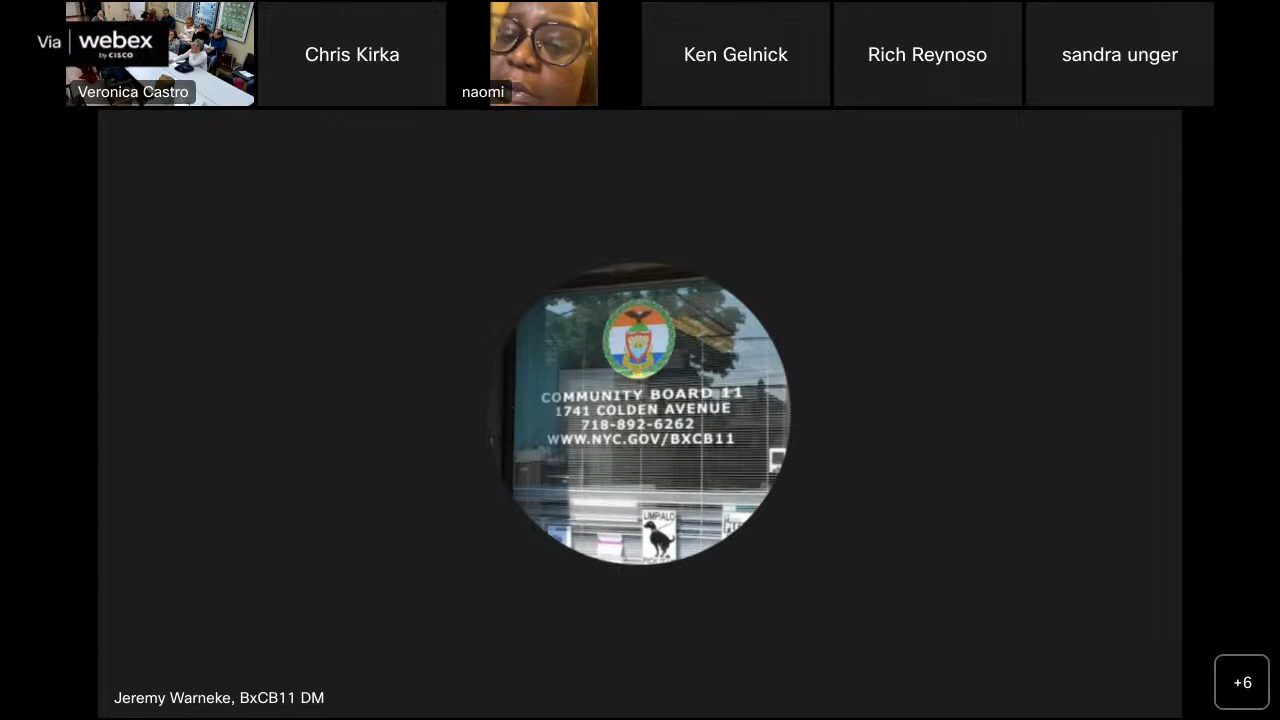 Via webex
by CISCO
Veronica Castro
Chris Kirka
naomi
Ken Gelnick
Rich Reynoso
sandra unger
COMMUNITY BOARD 11
1741 COLDEN AVENUE
718-892-6262
WWW.NYC.GOV/BXCB11
LIMPIALO
Jeremy Warneke, BxCB11 DM
+6